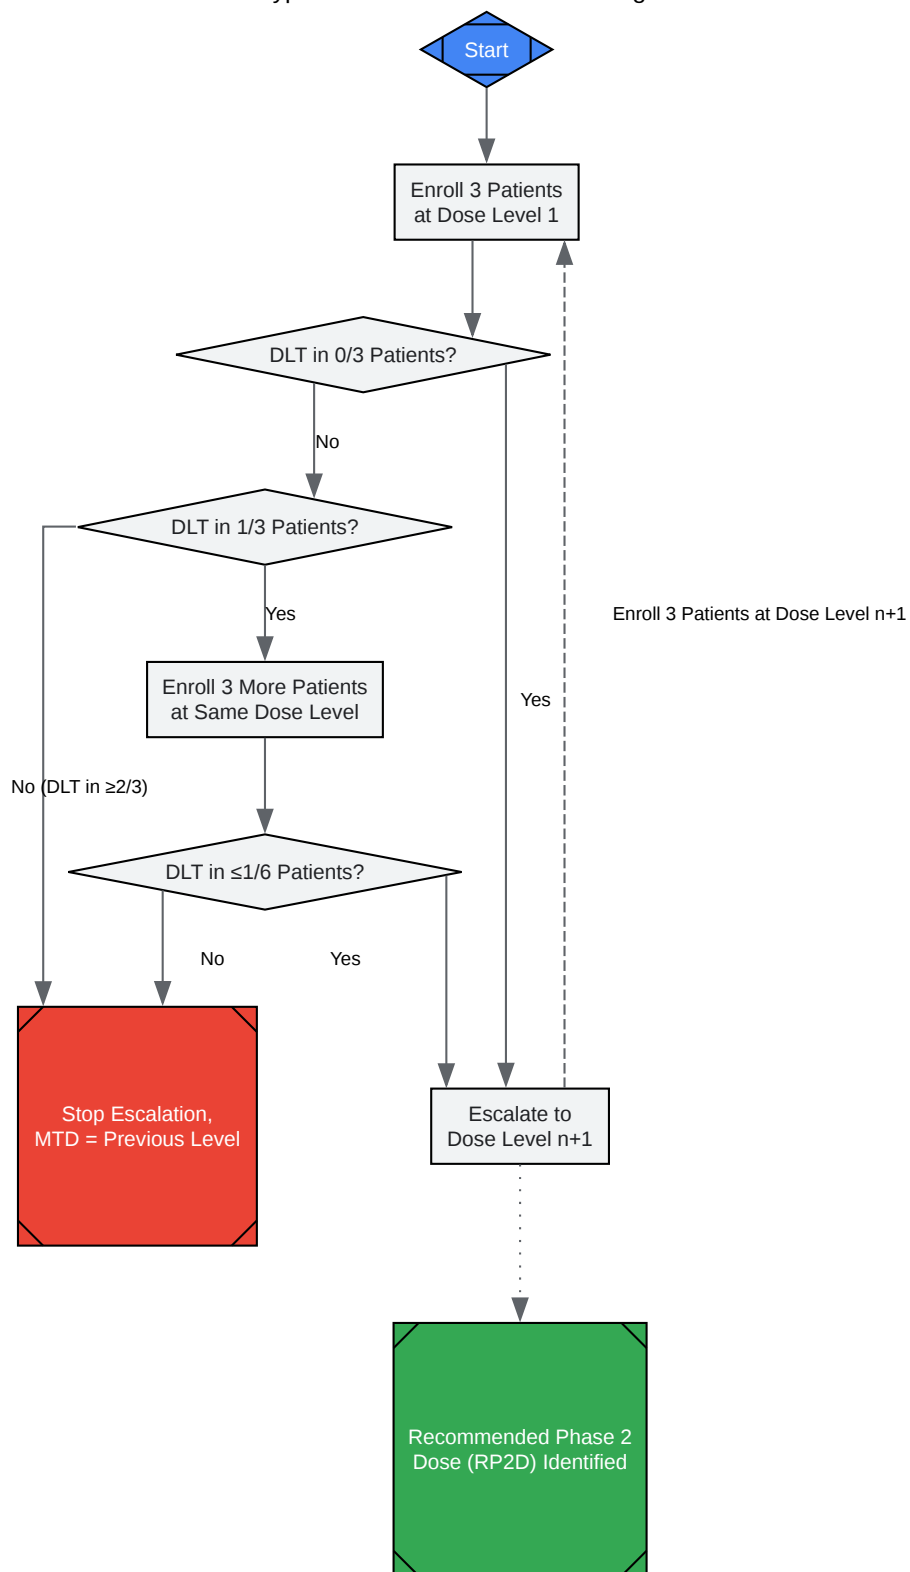 Start
Enroll 3 Patients
at Dose Level 1
DLT in 0/3 Patients?
No
DLT in 1/3 Patients?
Yes
Enroll 3 Patients at Dose Level n+1
Enroll 3 More Patients
at Same Dose Level
Yes
No (DLT in ≥2/3)
DLT in ≤1/6 Patients?
No
Yes
Stop Escalation,
MTD = Previous Level
Escalate to
Dose Level n+1
Recommended Phase 2
Dose (RP2D) Identified